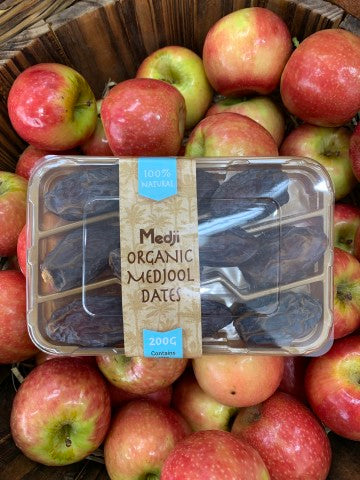 100%
NATURAL
Medji
ORGANIC
MEDJOOL
DATES
200G
Contains